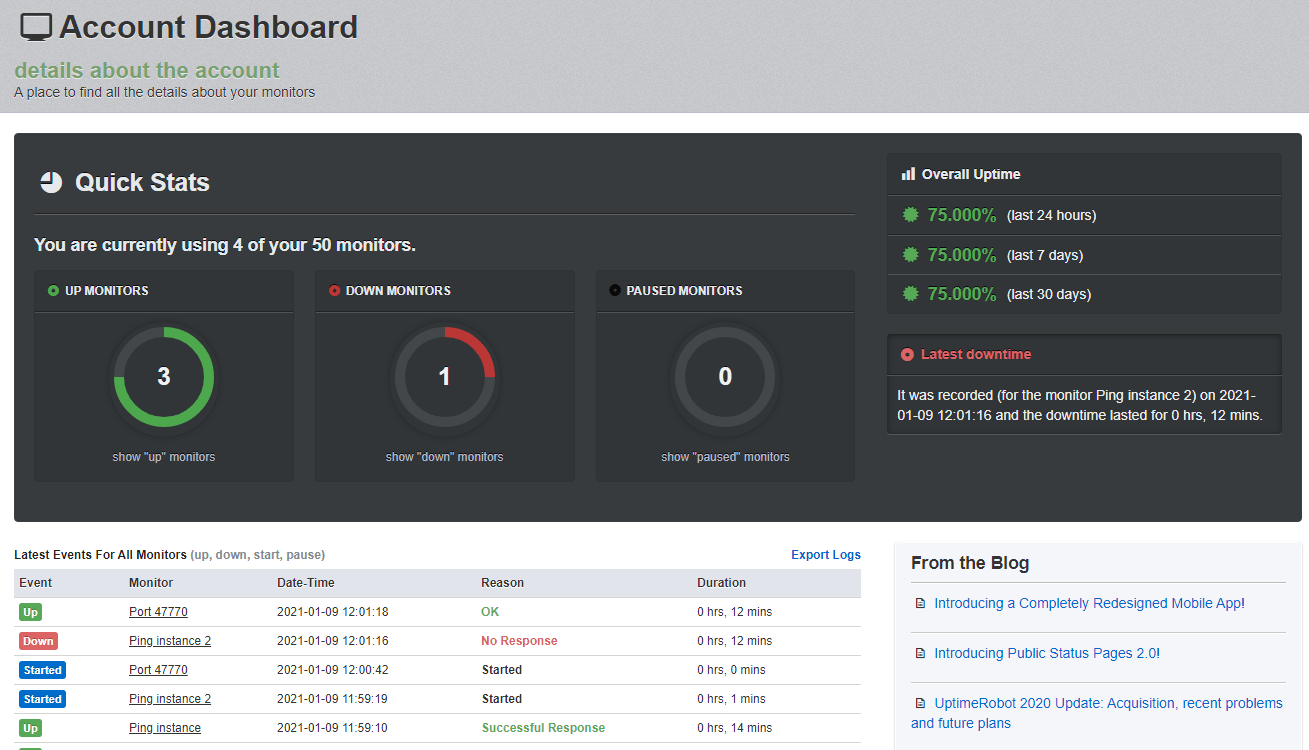 Account Dashboard
details about the account
A place to find all the details about your monitors
Quick Stats
You are currently using 4 of your 50 monitors.
UP MONITORS
3
show "up" monitors
DOWN MONITORS
1
show "down" monitors
PAUSED MONITORS
0
show "paused" monitors
Overall Uptime
75.000% (last 24 hours)
75.000% (last 7 days)
75.000% (last 30 days)
Latest downtime
It was recorded (for the monitor Ping instance 2) on 2021-
01-09 12:01:16 and the downtime lasted for 0 hrs, 12 mins.
Latest Events For All Monitors (up, down, start, pause) Export Logs
Event Monitor Date-Time Reason Duration
Up Port 47770 2021-01-09 12:01:18 OK 0 hrs, 12 mins
Down Ping instance 2 2021-01-09 12:01:16 No Response 0 hrs, 12 mins
Started Port 47770 2021-01-09 12:00:42 Started 0 hrs, 0 mins
Started Ping instance 2 2021-01-09 11:59:19 Started 0 hrs, 1 mins
Up Ping instance 2021-01-09 11:59:10 Successful Response 0 hrs, 14 mins
From the Blog
Introducing a Completely Redesigned Mobile App!
Introducing Public Status Pages 2.0!
UptimeRobot 2020 Update: Acquisition, recent problems
and future plans